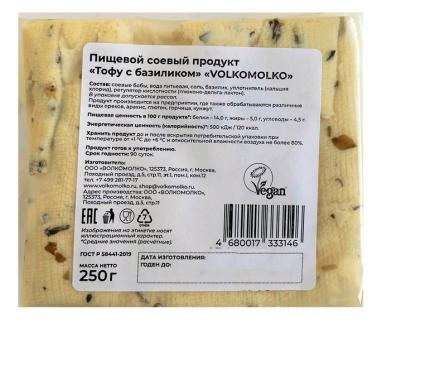 Пищевой соевый продукт
«Тофу с базиликом» «VOLKOMOLKO»
Состав: соевые бобы, вода питьевая, соль, базилик, уплотнитель (кальция
хлорид), регулятор кислотности (глюконо-дельта-лактон).
В упаковке допускается рассол.
Произведено на предприятии, где также обрабатываются различные
виды орехов, арахис, глютен, горчица, кунжут.
Пищевая ценность в 100 г продукта*: белки – 14,0 г, жиры – 5,0 г, углеводы – 4,5 г
Энергетическая ценность (калорийность)*: 500 кДж / 120 ккал.
Хранить продукт до и после вскрытия потребительской упаковки при
температуре от +1 °C до +6 °C и относительной влажности воздуха не более 80%.
Продукт готов к употреблению.
Срок годности: 90 суток.
Изготовитель:
ООО «ВОЛКОМОЛКО», 125373, Россия, г. Москва,
Походный проезд, д.5, стр.11, эт.1, пом.I, ком.12
тел. +7 499 281-77-17
www.volkomolko.ru, shop@volkomolko.ru
Адрес производства: ООО «ВОЛКОМОЛКО»,
125373, Россия, г. Москва,
Походный проезд, д.5, стр.11
Vegan
EAC
Изображения на этикетке носят
иллюстрационный характер.
*Средние значения (расчётные).
4 680017 333146
ГОСТ Р 58441-2019
МАССА НЕТТО
250 г
ДАТА ИЗГОТОВЛЕНИЯ:
ГОДЕН ДО: